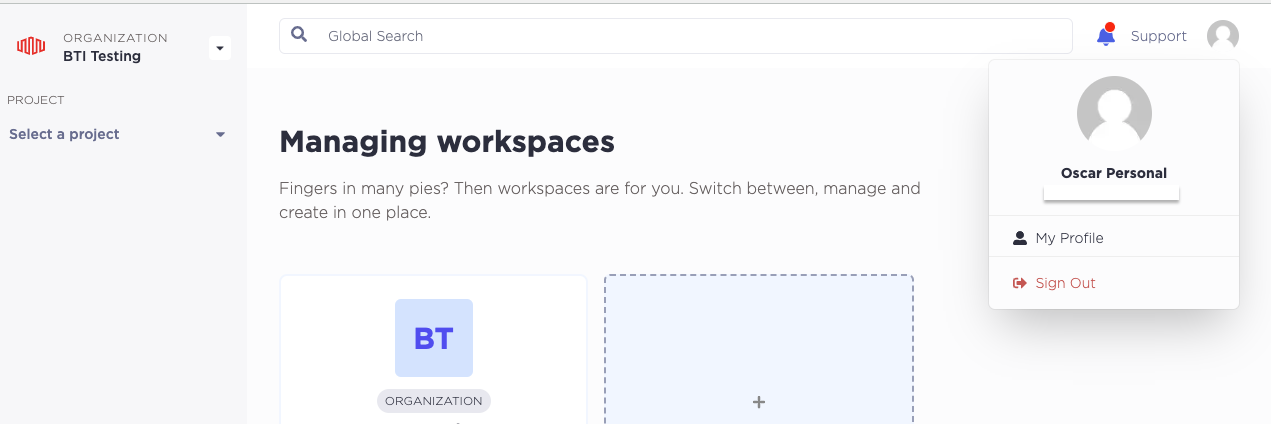 ORGANIZATION
BTI Testing
PROJECT
Select a project
Global Search
Support
Managing workspaces
Fingers in many pies? Then workspaces are for you. Switch between, manage and
create in one place.
BT
ORGANIZATION
+
Oscar Personal
My Profile
Sign Out